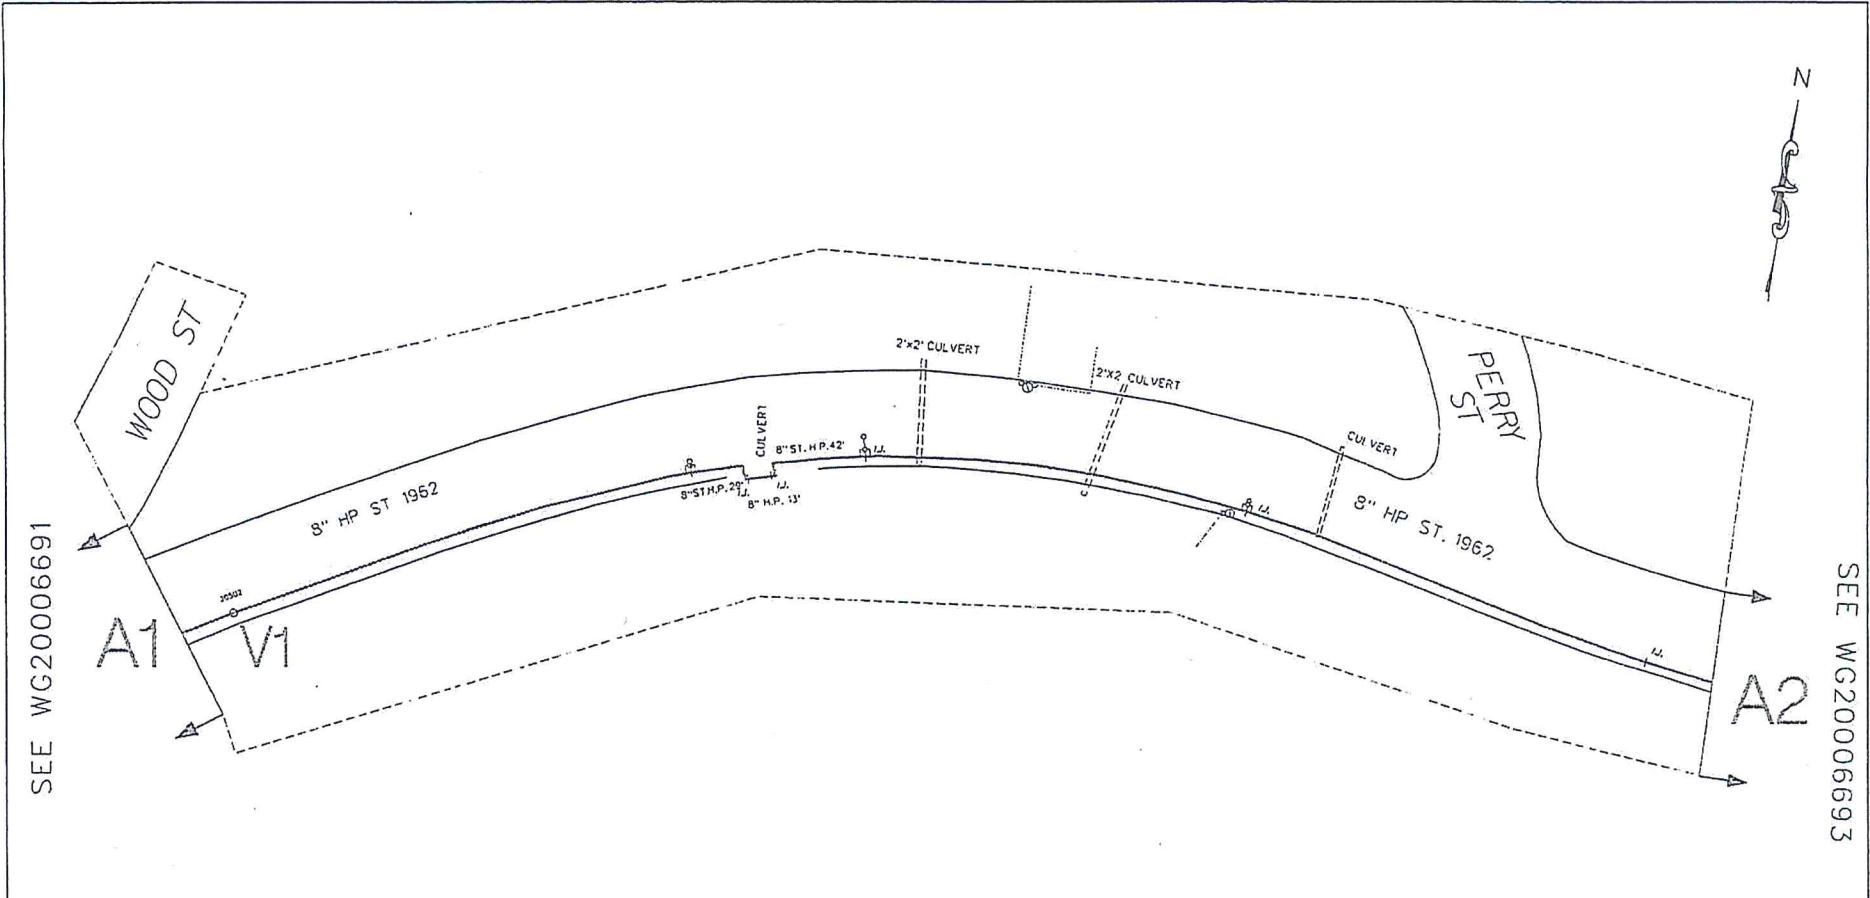 N
WOOD ST
2'x2' CULVERT
2'X2 CULVERT
PERRY
ST
CULVERT
CULVERT
8" ST. H.P. 42'
I.J.
8" ST H.P. 29'
I.J.
I.J.
8" H.P. 13'
8" HP ST 1962
8" HP ST. 1962
I.J.
I.J.
SEE WG20006691
A1
V1
A2
SEE WG20006693